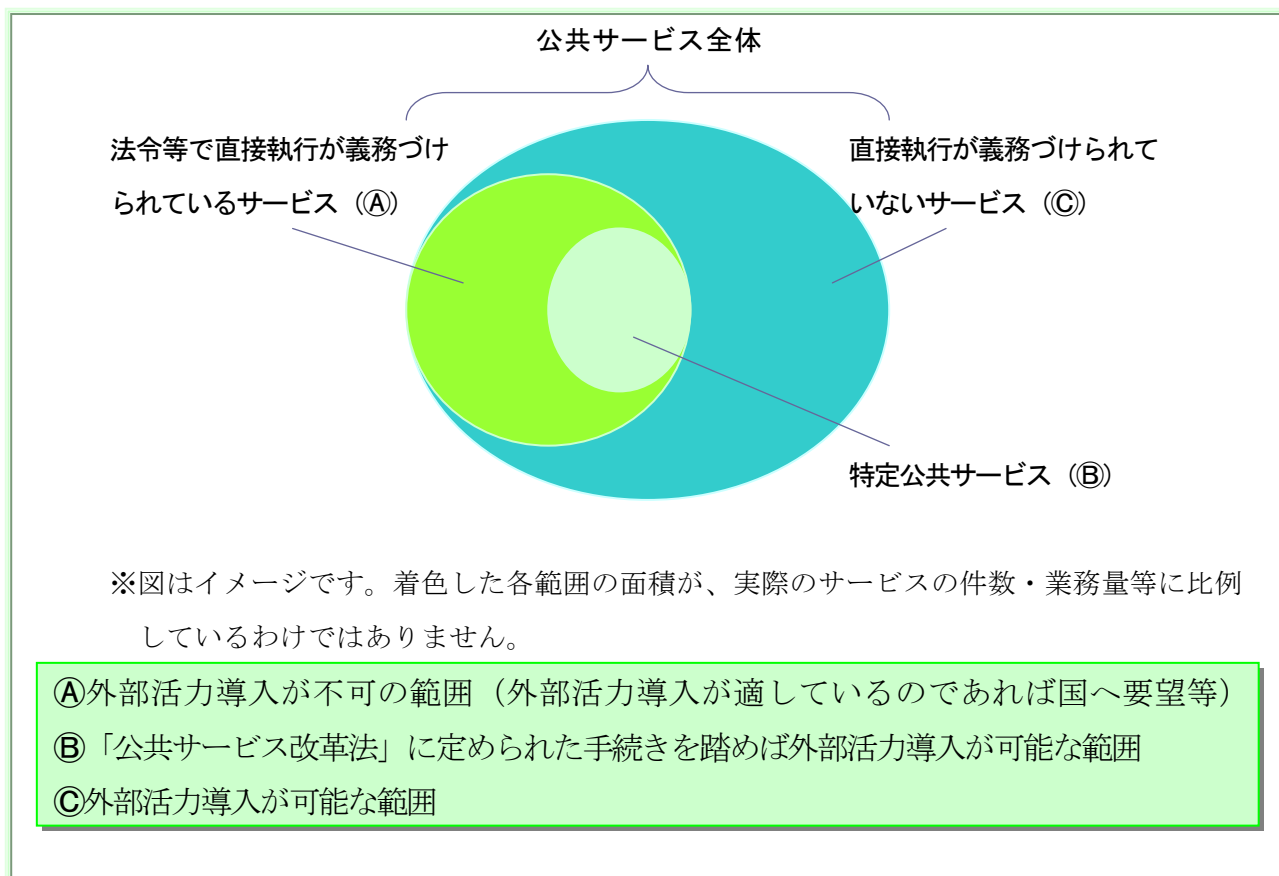 公共サービス全体
法令等で直接執行が義務づけ
られているサービス（Ⓐ）
直接執行が義務づけられて
いないサービス（Ⓒ）
特定公共サービス（Ⓑ）
※図はイメージです。着色した各範囲の面積が、実際のサービスの件数・業務量等に比例
しているわけではありません。
Ⓐ外部活力導入が不可の範囲（外部活力導入が適しているのであれば国へ要望等）
Ⓑ「公共サービス改革法」に定められた手続きを踏めば外部活力導入が可能な範囲
Ⓒ外部活力導入が可能な範囲